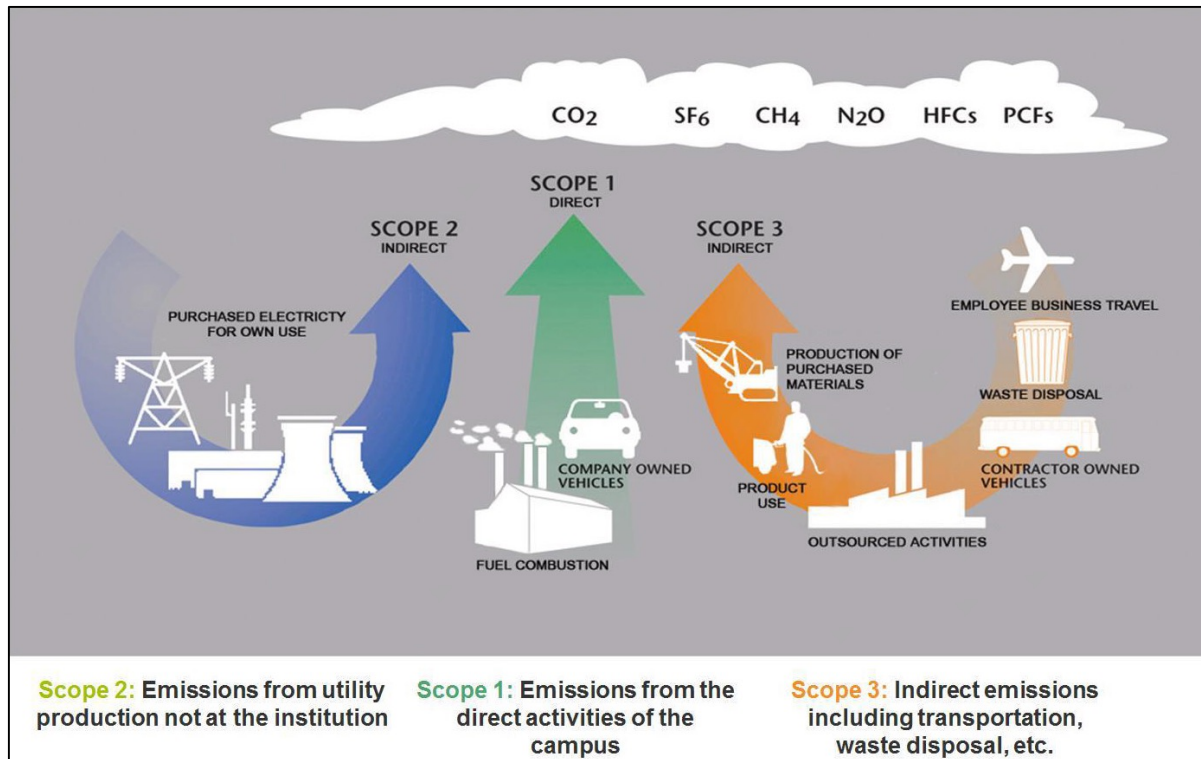 CO2 SF6 CH4 N2O HFCs PCFs
SCOPE 1
DIRECT
SCOPE 2
INDIRECT
SCOPE 3
INDIRECT
PURCHASED ELECTRICTY
FOR OWN USE
COMPANY OWNED
VEHICLES
FUEL COMBUSTION
PRODUCTION OF
PURCHASED
MATERIALS
PRODUCT
USE
OUTSOURCED ACTIVITIES
EMPLOYEE BUSINESS TRAVEL
WASTE DISPOSAL
CONTRACTOR OWNED
VEHICLES
Scope 2: Emissions from utility
production not at the institution
Scope 1: Emissions from the
direct activities of the
campus
Scope 3: Indirect emissions
including transportation,
waste disposal, etc.